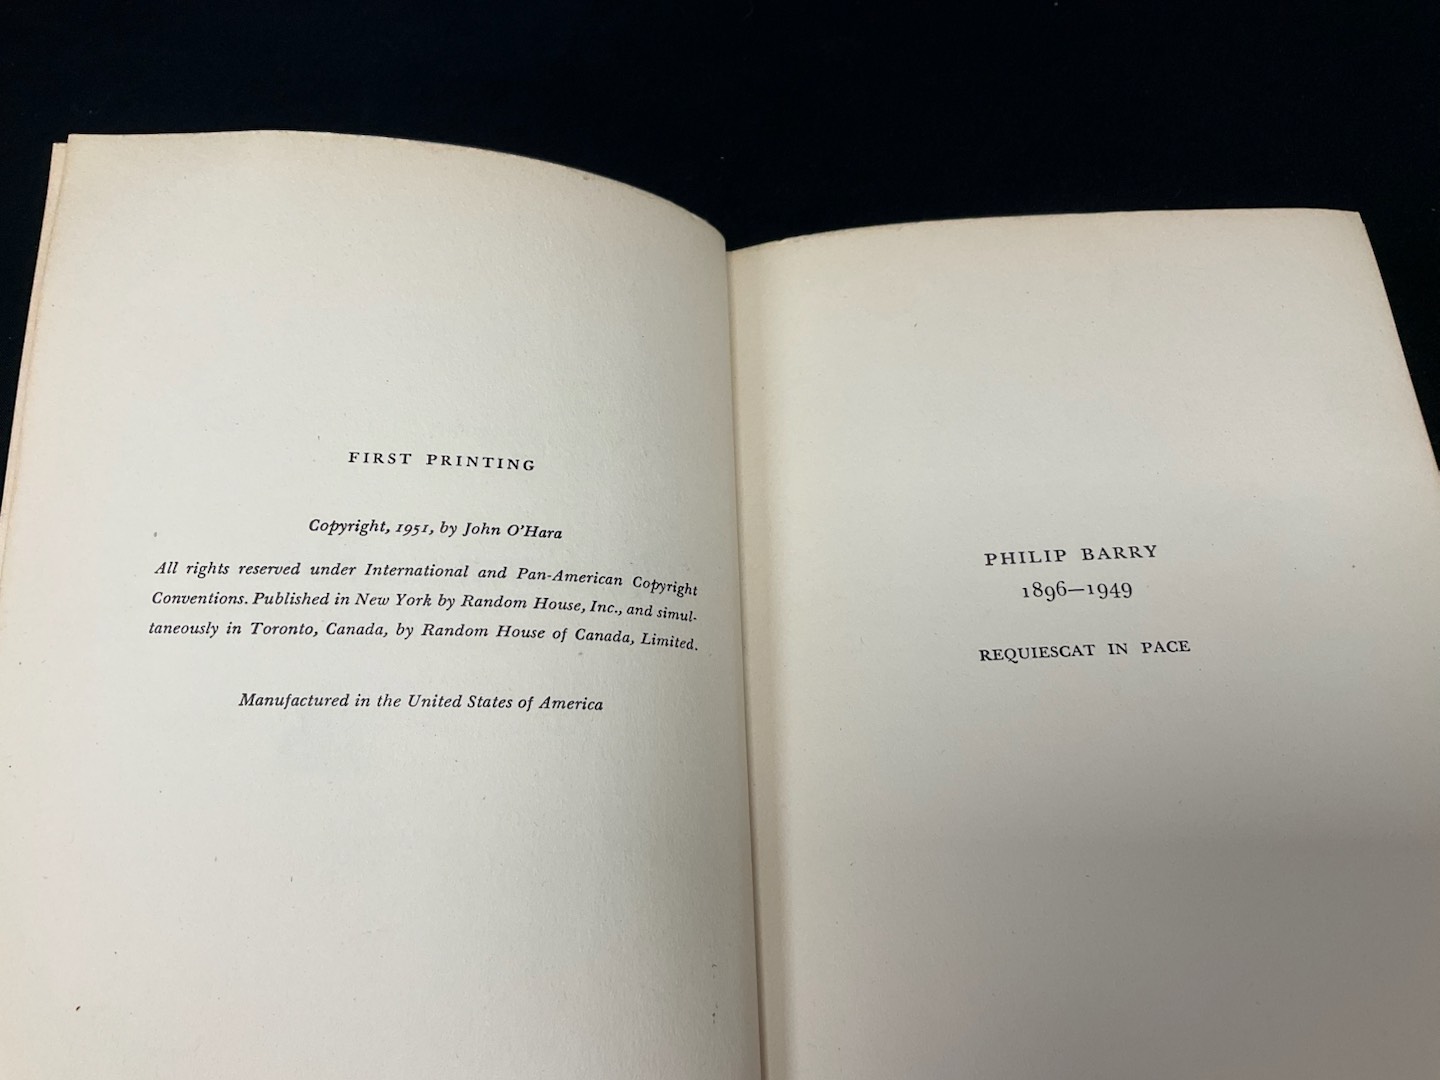 FIRST PRINTING
Copyright, 1951, by John O'Hara
All rights reserved under International and Pan-American Copyright
Conventions. Published in New York by Random House, Inc., and simul-
taneously in Toronto, Canada, by Random House of Canada, Limited.
Manufactured in the United States of America
PHILIP BARRY
1896—1949
REQUIESCAT IN PACE